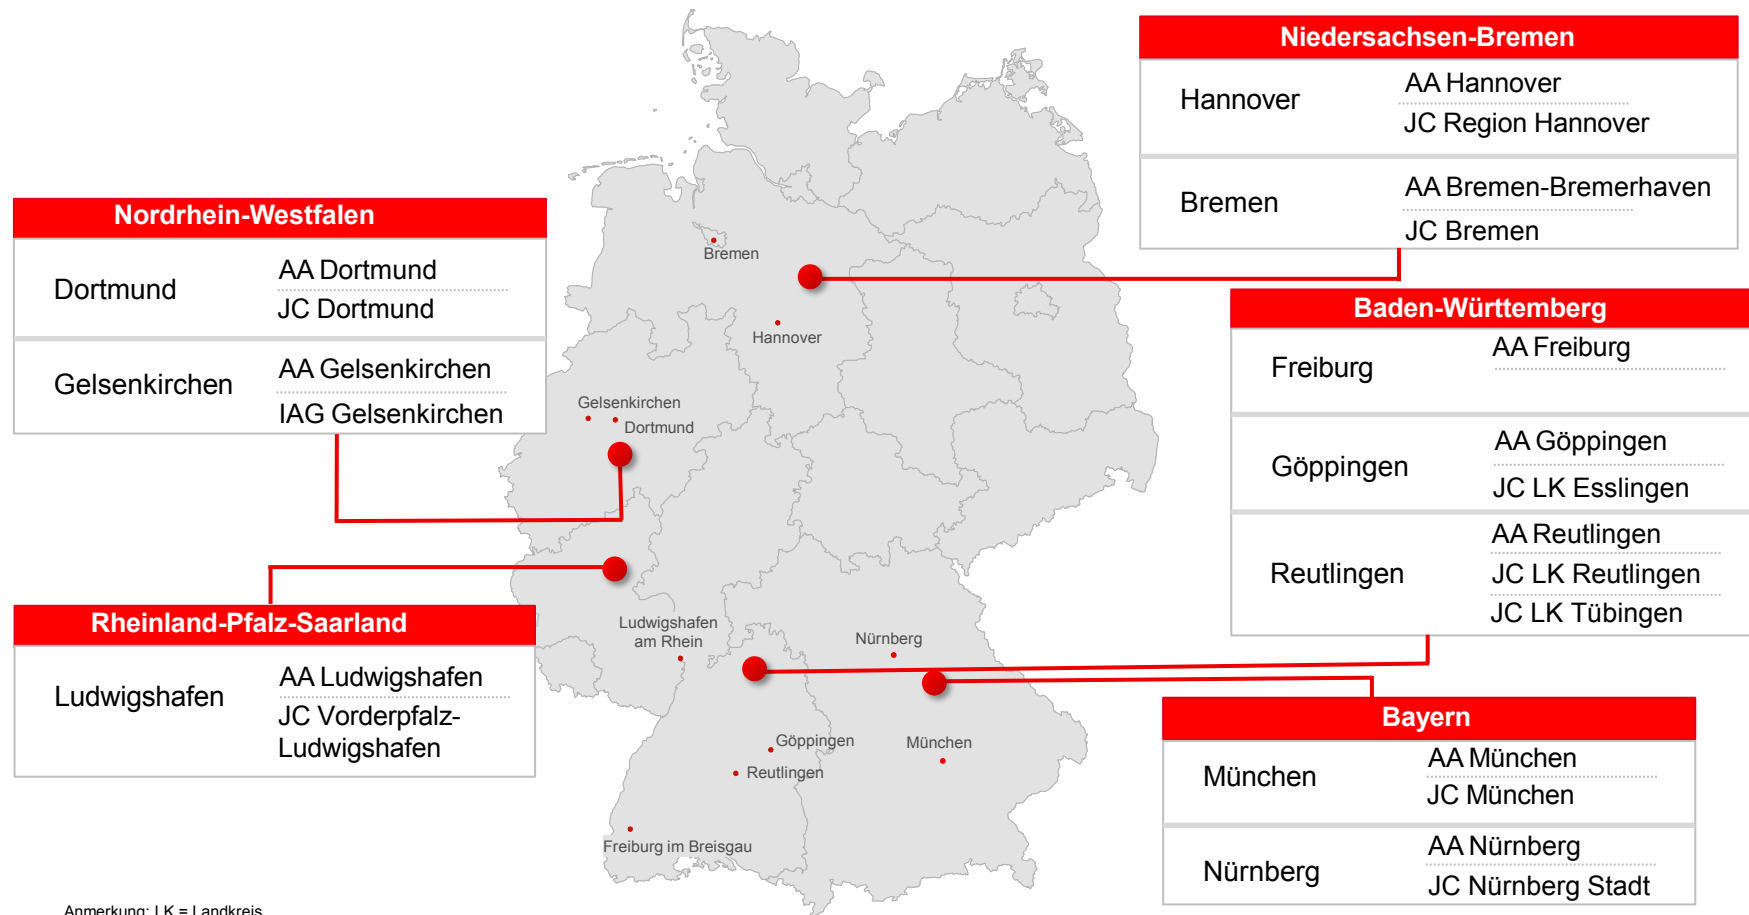 Niedersachsen-Bremen
Hannover
AA Hannover
JC Region Hannover
Bremen
AA Bremen-Bremerhaven
JC Bremen
Nordrhein-Westfalen
Dortmund
AA Dortmund
JC Dortmund
Gelsenkirchen
AA Gelsenkirchen
IAG Gelsenkirchen
Baden-Württemberg
Freiburg
AA Freiburg
Göppingen
AA Göppingen
JC LK Esslingen
Reutlingen
AA Reutlingen
JC LK Reutlingen
JC LK Tübingen
Rheinland-Pfalz-Saarland
Ludwigshafen
AA Ludwigshafen
JC Vorderpfalz-
Ludwigshafen
Bayern
München
AA München
JC München
Nürnberg
AA Nürnberg
JC Nürnberg Stadt
Bremen
Hannover
Gelsenkirchen
Dortmund
Ludwigshafen
am Rhein
Nürnberg
Göppingen
München
Reutlingen
Freiburg im Breisgau
Anmerkung: LK = Landkreis